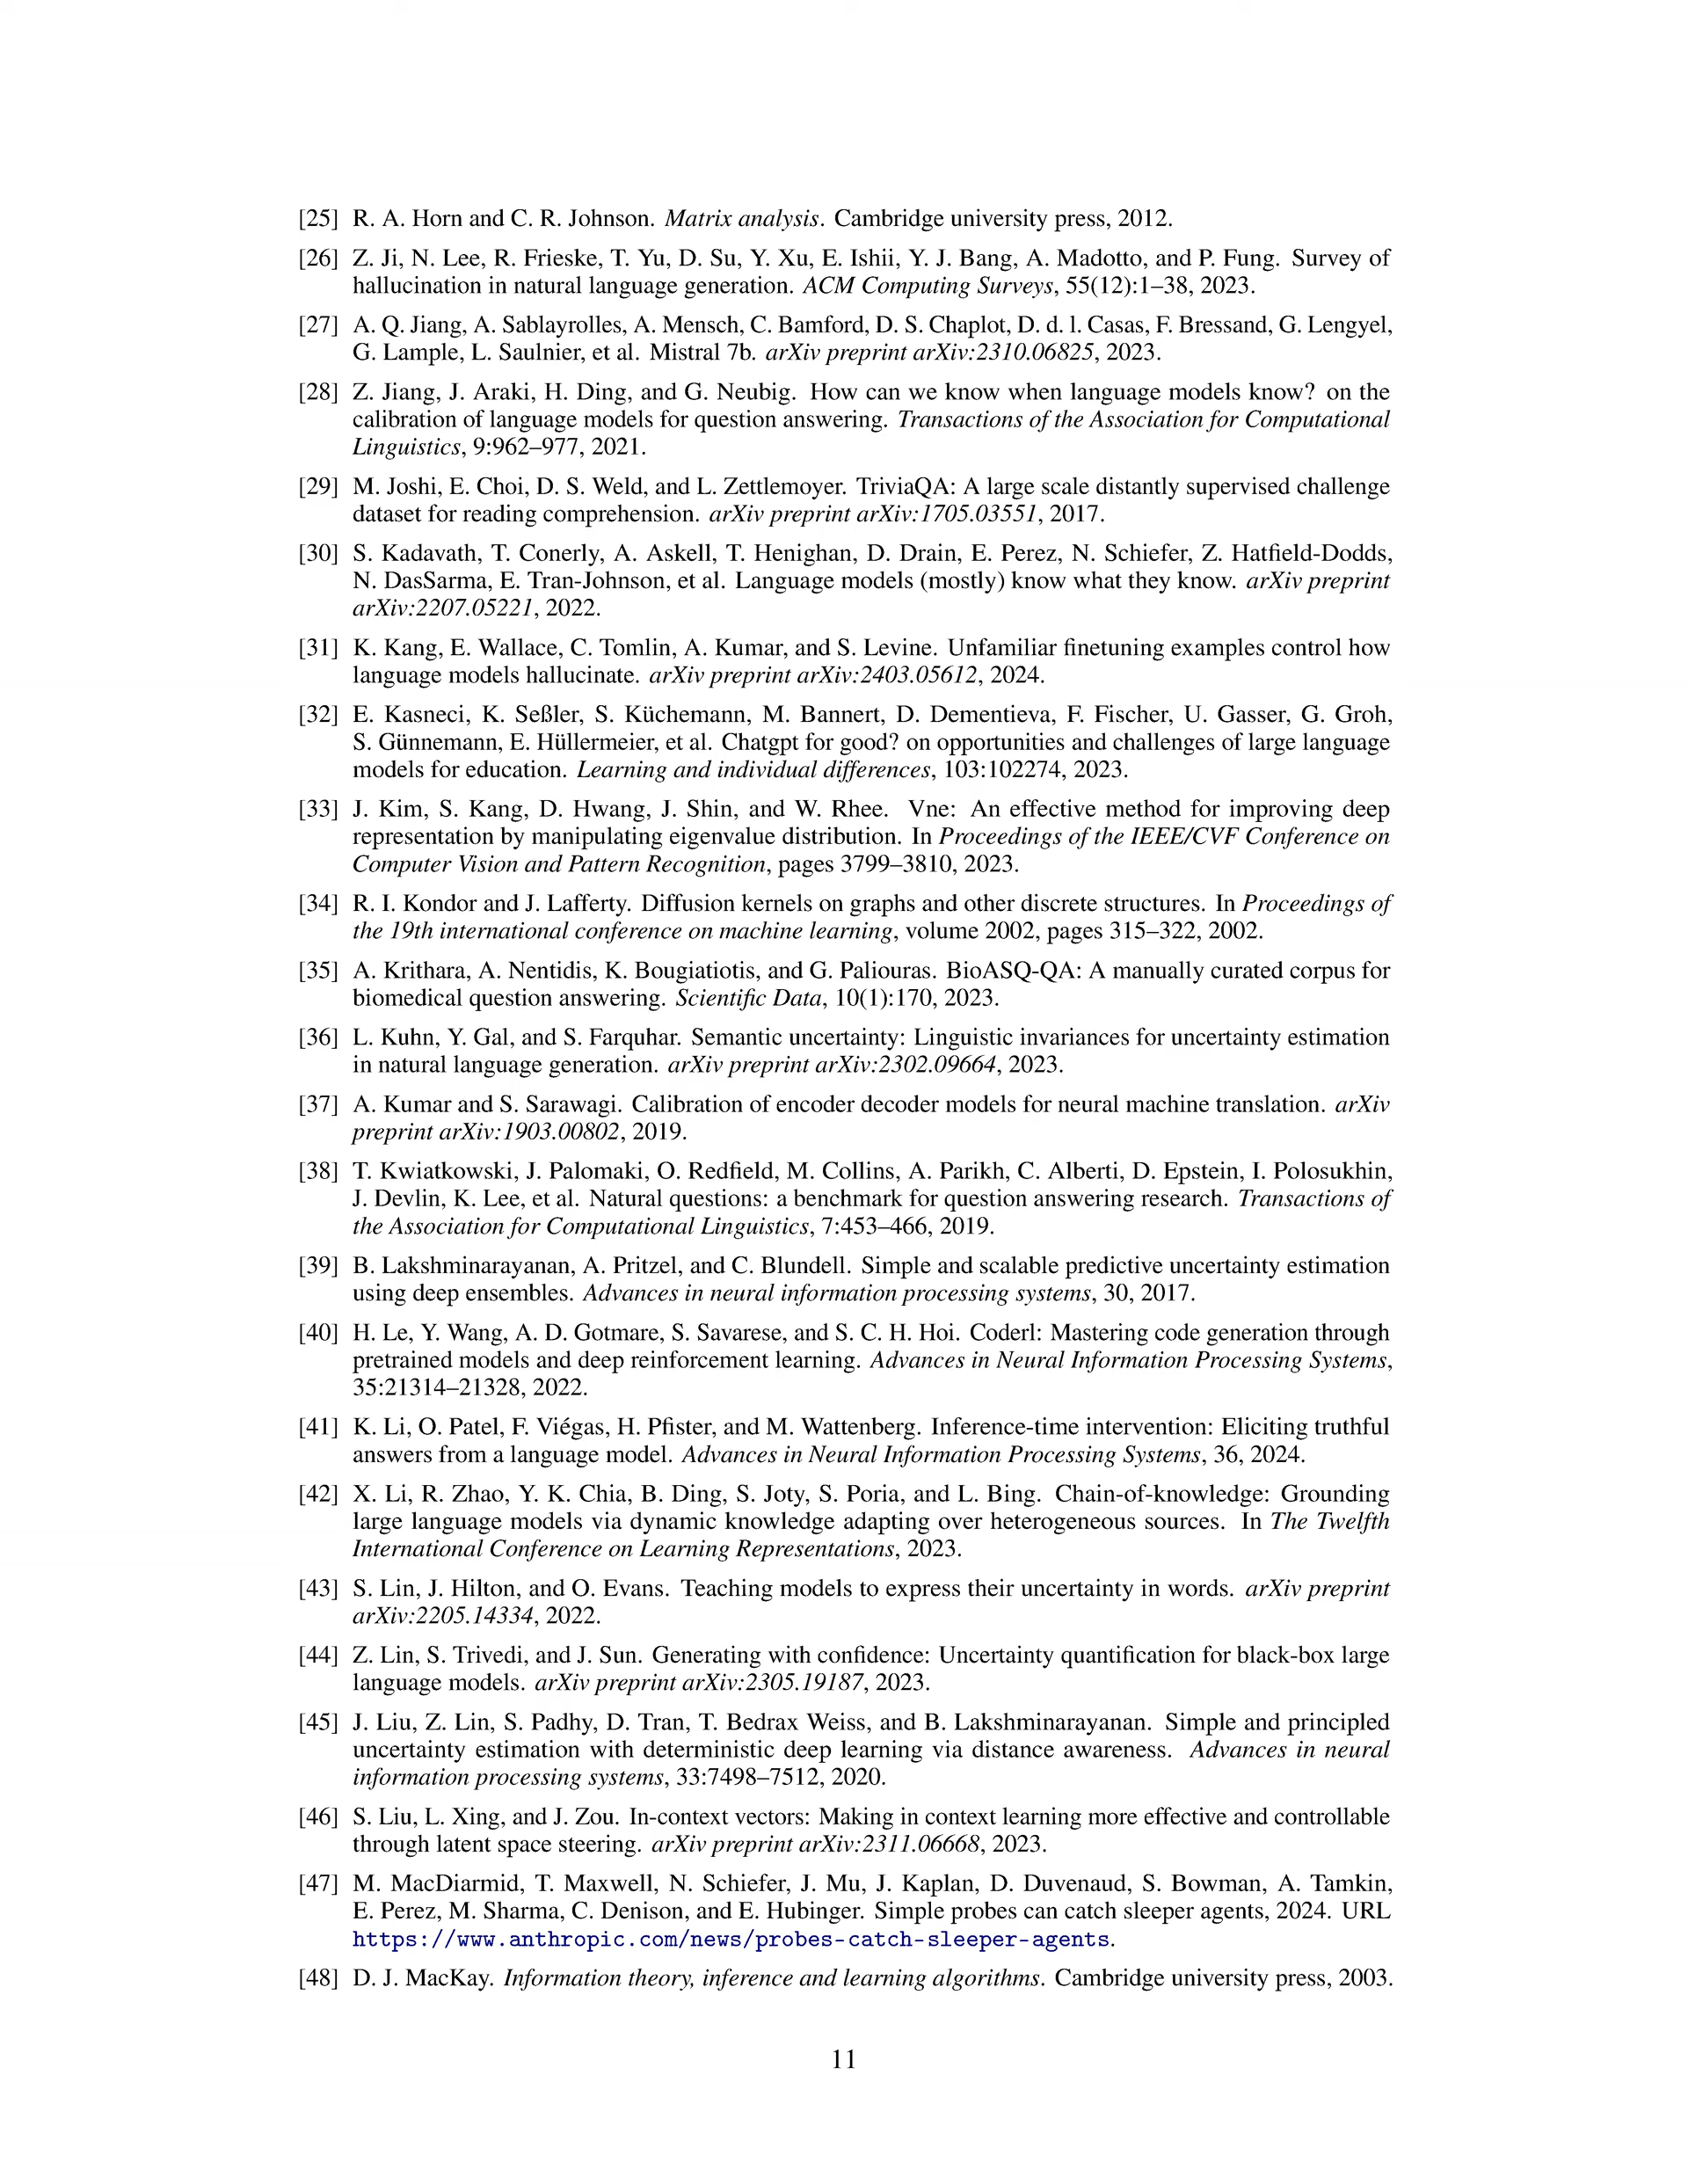 [25] R. A. Horn and C. R. Johnson. Matrix analysis. Cambridge university press, 2012.
[26] Z. Ji, N. Lee, R. Frieske, T. Yu, D. Su, Y. Xu, E. Ishii, Y. J. Bang, A. Madotto, and P. Fung. Survey of
hallucination in natural language generation. ACM Computing Surveys, 55(12):1–38, 2023.
[27] A. Q. Jiang, A. Sablayrolles, A. Mensch, C. Bamford, D. S. Chaplot, D. d. l. Casas, F. Bressand, G. Lengyel,
G. Lample, L. Saulnier, et al. Mistral 7b. arXiv preprint arXiv:2310.06825, 2023.
[28] Z. Jiang, J. Araki, H. Ding, and G. Neubig. How can we know when language models know? on the
calibration of language models for question answering. Transactions of the Association for Computational
Linguistics, 9:962–977, 2021.
[29] M. Joshi, E. Choi, D. S. Weld, and L. Zettlemoyer. TriviaQA: A large scale distantly supervised challenge
dataset for reading comprehension. arXiv preprint arXiv:1705.03551, 2017.
[30] S. Kadavath, T. Conerly, A. Askell, T. Henighan, D. Drain, E. Perez, N. Schiefer, Z. Hatfield-Dodds,
N. DasSarma, E. Tran-Johnson, et al. Language models (mostly) know what they know. arXiv preprint
arXiv:2207.05221, 2022.
[31] K. Kang, E. Wallace, C. Tomlin, A. Kumar, and S. Levine. Unfamiliar finetuning examples control how
language models hallucinate. arXiv preprint arXiv:2403.05612, 2024.
[32] E. Kasneci, K. Seßler, S. Küchemann, M. Bannert, D. Dementieva, F. Fischer, U. Gasser, G. Groh,
S. Günnemann, E. Hüllermeier, et al. Chatgpt for good? on opportunities and challenges of large language
models for education. Learning and individual differences, 103:102274, 2023.
[33] J. Kim, S. Kang, D. Hwang, J. Shin, and W. Rhee. Vne: An effective method for improving deep
representation by manipulating eigenvalue distribution. In Proceedings of the IEEE/CVF Conference on
Computer Vision and Pattern Recognition, pages 3799–3810, 2023.
[34] R. I. Kondor and J. Lafferty. Diffusion kernels on graphs and other discrete structures. In Proceedings of
the 19th international conference on machine learning, volume 2002, pages 315–322, 2002.
[35] A. Krithara, A. Nentidis, K. Bougiatiotis, and G. Paliouras. BioASQ-QA: A manually curated corpus for
biomedical question answering. Scientific Data, 10(1):170, 2023.
[36] L. Kuhn, Y. Gal, and S. Farquhar. Semantic uncertainty: Linguistic invariances for uncertainty estimation
in natural language generation. arXiv preprint arXiv:2302.09664, 2023.
[37] A. Kumar and S. Sarawagi. Calibration of encoder decoder models for neural machine translation. arXiv
preprint arXiv:1903.00802, 2019.
[38] T. Kwiatkowski, J. Palomaki, O. Redfield, M. Collins, A. Parikh, C. Alberti, D. Epstein, I. Polosukhin,
J. Devlin, K. Lee, et al. Natural questions: a benchmark for question answering research. Transactions of
the Association for Computational Linguistics, 7:453–466, 2019.
[39] B. Lakshminarayanan, A. Pritzel, and C. Blundell. Simple and scalable predictive uncertainty estimation
using deep ensembles. Advances in neural information processing systems, 30, 2017.
[40] H. Le, Y. Wang, A. D. Gotmare, S. Savarese, and S. C. H. Hoi. Coderl: Mastering code generation through
pretrained models and deep reinforcement learning. Advances in Neural Information Processing Systems,
35:21314–21328, 2022.
[41] K. Li, O. Patel, F. Viégas, H. Pfister, and M. Wattenberg. Inference-time intervention: Eliciting truthful
answers from a language model. Advances in Neural Information Processing Systems, 36, 2024.
[42] X. Li, R. Zhao, Y. K. Chia, B. Ding, S. Joty, S. Poria, and L. Bing. Chain-of-knowledge: Grounding
large language models via dynamic knowledge adapting over heterogeneous sources. In The Twelfth
International Conference on Learning Representations, 2023.
[43] S. Lin, J. Hilton, and O. Evans. Teaching models to express their uncertainty in words. arXiv preprint
arXiv:2205.14334, 2022.
[44] Z. Lin, S. Trivedi, and J. Sun. Generating with confidence: Uncertainty quantification for black-box large
language models. arXiv preprint arXiv:2305.19187, 2023.
[45] J. Liu, Z. Lin, S. Padhy, D. Tran, T. Bedrax Weiss, and B. Lakshminarayanan. Simple and principled
uncertainty estimation with deterministic deep learning via distance awareness. Advances in neural
information processing systems, 33:7498–7512, 2020.
[46] S. Liu, L. Xing, and J. Zou. In-context vectors: Making in context learning more effective and controllable
through latent space steering. arXiv preprint arXiv:2311.06668, 2023.
[47] M. MacDiarmid, T. Maxwell, N. Schiefer, J. Mu, J. Kaplan, D. Duvenaud, S. Bowman, A. Tamkin,
E. Perez, M. Sharma, C. Denison, and E. Hubinger. Simple probes can catch sleeper agents, 2024. URL
https://www.anthropic.com/news/probes-catch-sleeper-agents.
[48] D. J. MacKay. Information theory, inference and learning algorithms. Cambridge university press, 2003.
11